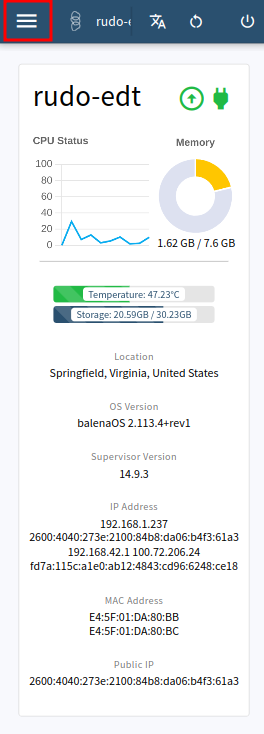 rudo-e
rudo-edt
CPU Status
Memory
100
80
60
40
20
0
1.62 GB / 7.6 GB
Temperature: 47.23°C
Storage: 20.59GB / 30.23GB
Location
Springfield, Virginia, United States
OS Version
balenaOS 2.113.4+rev1
Supervisor Version
14.9.3
IP Address
192.168.1.237
2600:4040:273e:2100:84b8:da06:b4f3:61a3
192.168.42.1 100.72.206.24
fd7a:115c:a1e0:ab12:4843:cd96:6248:ce18
MAC Address
E4:5F:01:DA:80:BB
E4:5F:01:DA:80:BC
Public IP
2600:4040:273e:2100:84b8:da06:b4f3:61a3